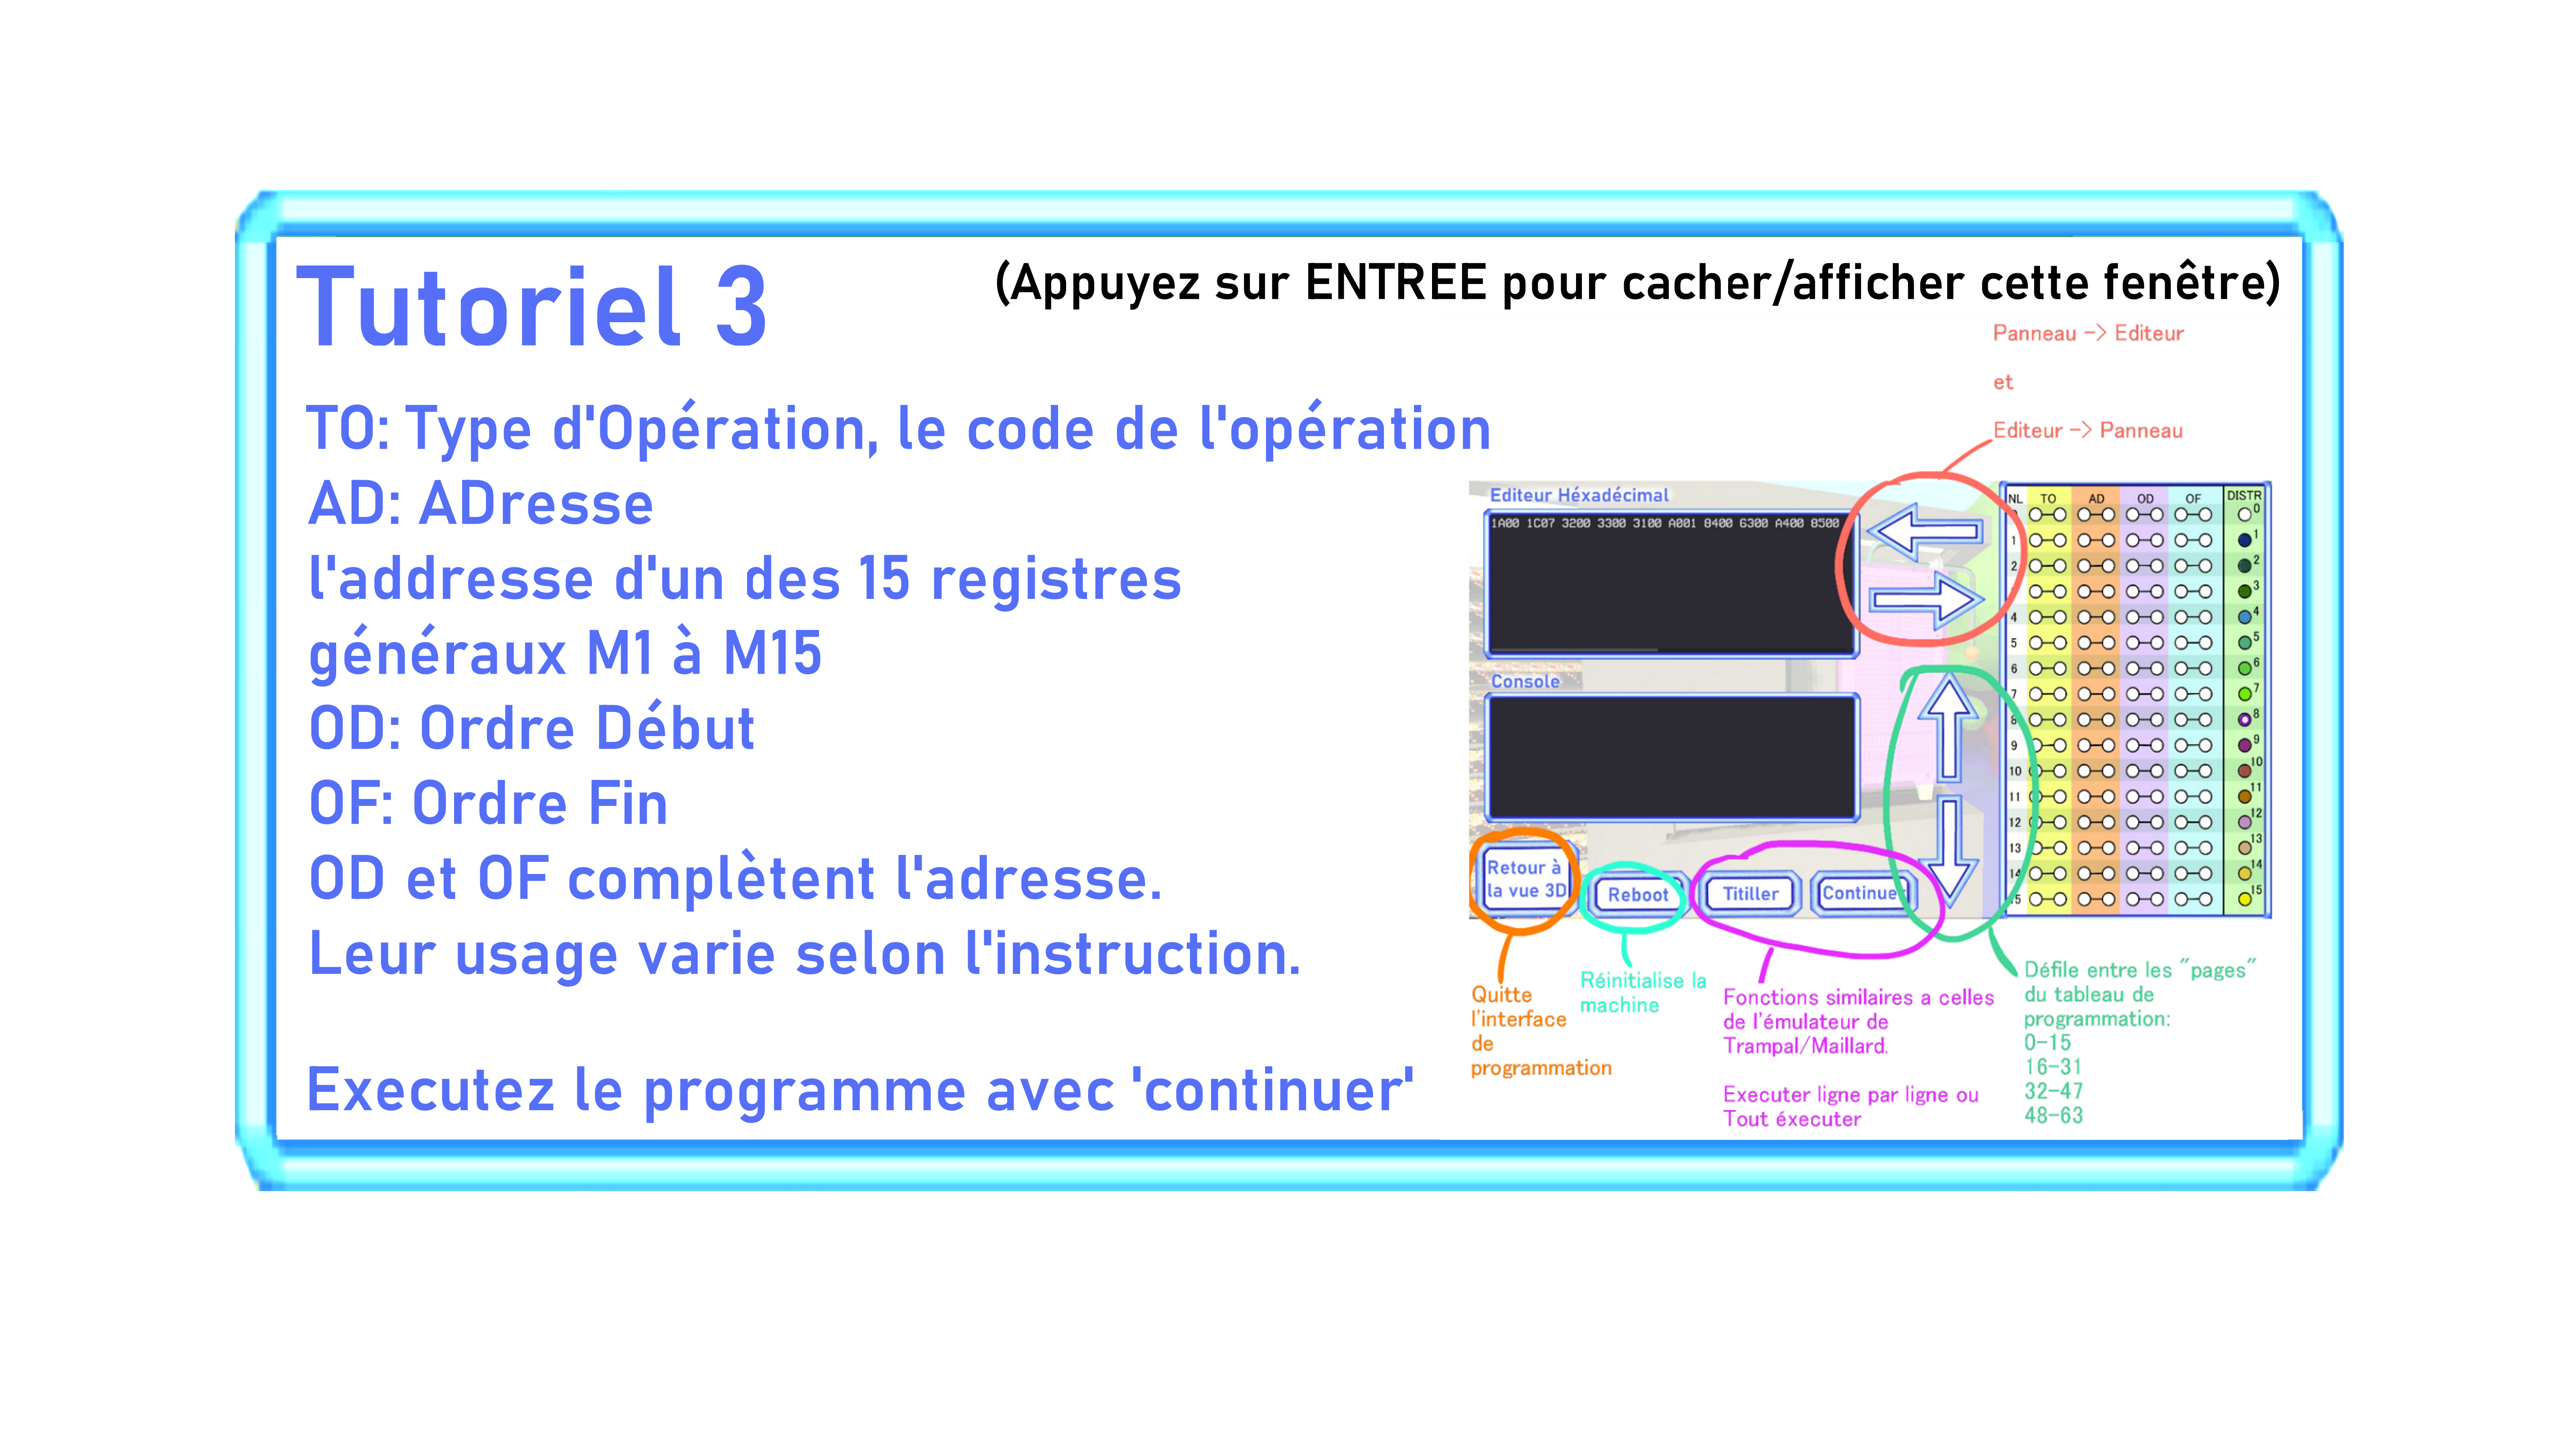 Tutoriel 3
(Appuyez sur ENTREE pour cacher/afficher cette fenêtre)
TO: Type d'Opération, le code de l'opération
AD: ADresse
l'addresse d'un des 15 registres
généraux M1 à M15
OD: Ordre Début
OF: Ordre Fin
OD et OF complètent l'adresse.
Leur usage varie selon l'instruction.
Executez le programme avec 'continuer'
Panneau -> Editeur
et
Editeur -> Panneau
Editeur Héxadécimal
1A00 1C07 3200 3300 3100 A001 8400 6300 A400 8500
Console
Retour à
la vue 3D
Reboot
Titiller
Continue
NL TO AD OD OF DISTR
0
1 1
2 2
3
4 4
5 5
6 6
7 7
8 8
9 9
10 10
11 11
12 12
13 13
14 14
5 15
Quitte
l'interface
de
programmation
Réinitialise la
machine
Fonctions similaires a celles
de l'émulateur de
Trampal/Maillard.
Executer ligne par ligne ou
Tout éxecuter
Défile entre les "pages"
du tableau de
programmation:
0-15
16-31
32-47
48-63